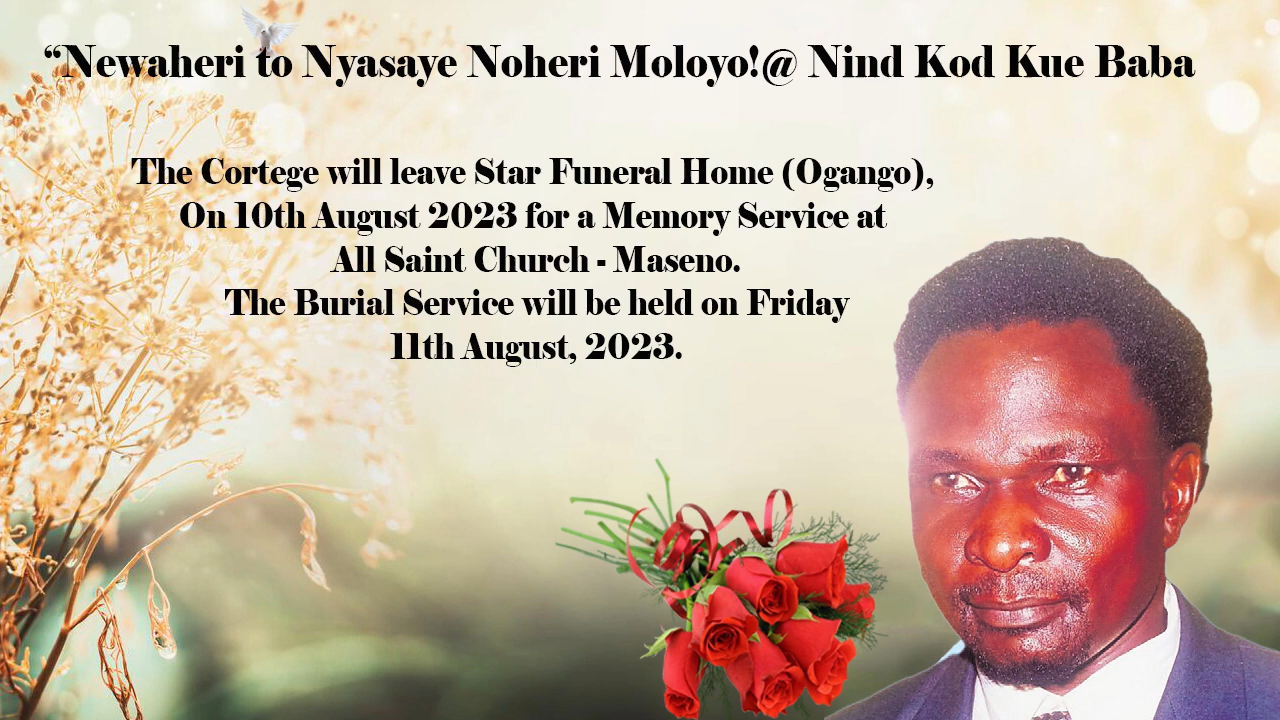 “Newaheri to Nyasaye Noheri Moloyo!@ Nind Kod Kue Baba
The Cortege will leave Star Funeral Home (Ogango),
On 10th August 2023 for a Memory Service at
All Saint Church - Maseno.
The Burial Service will be held on Friday
11th August, 2023.